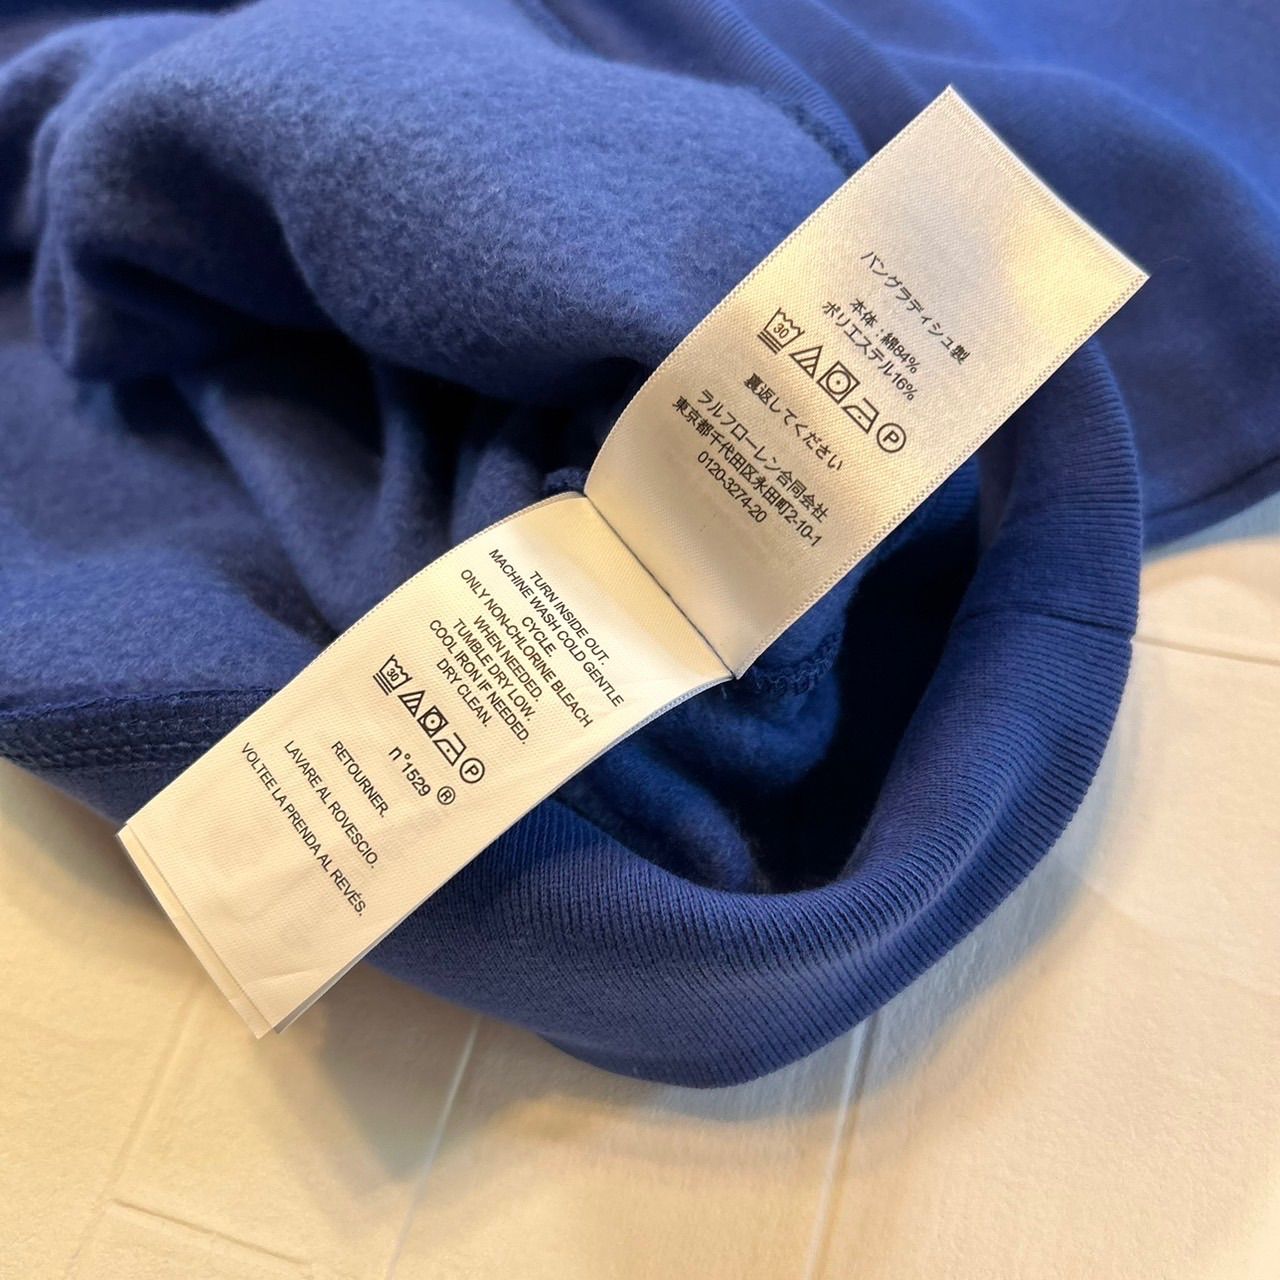 バングラディシュ製
本体：綿84%
ポリエステル16%
30 P
裏返してください
ラルフローレン合同会社
東京都千代田区永田町2-10-1
0120-3274-20
TURN INSIDE OUT.
MACHINE WASH COLD GENTLE
CYCLE.
ONLY NON-CHLORINE BLEACH
WHEN NEEDED.
TUMBLE DRY LOW.
COOL IRON IF NEEDED.
DRY CLEAN.
30 P
n°1529 ®
RETOURNER.
LAVARE AL ROVESCIO.
VOLTEE LA PRENDA AL REVÉS.